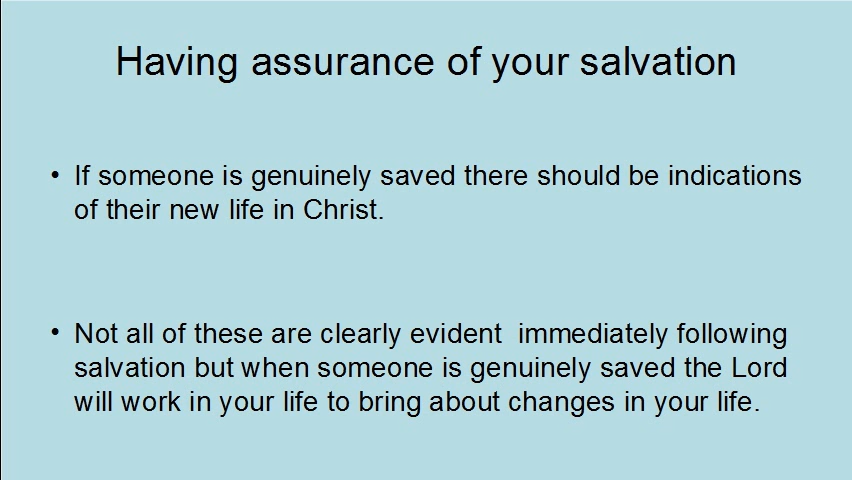 Having assurance of your salvation
• If someone is genuinely saved there should be indications
of their new life in Christ.
• Not all of these are clearly evident  immediately following
salvation but when someone is genuinely saved the Lord
will work in your life to bring about changes in your life.